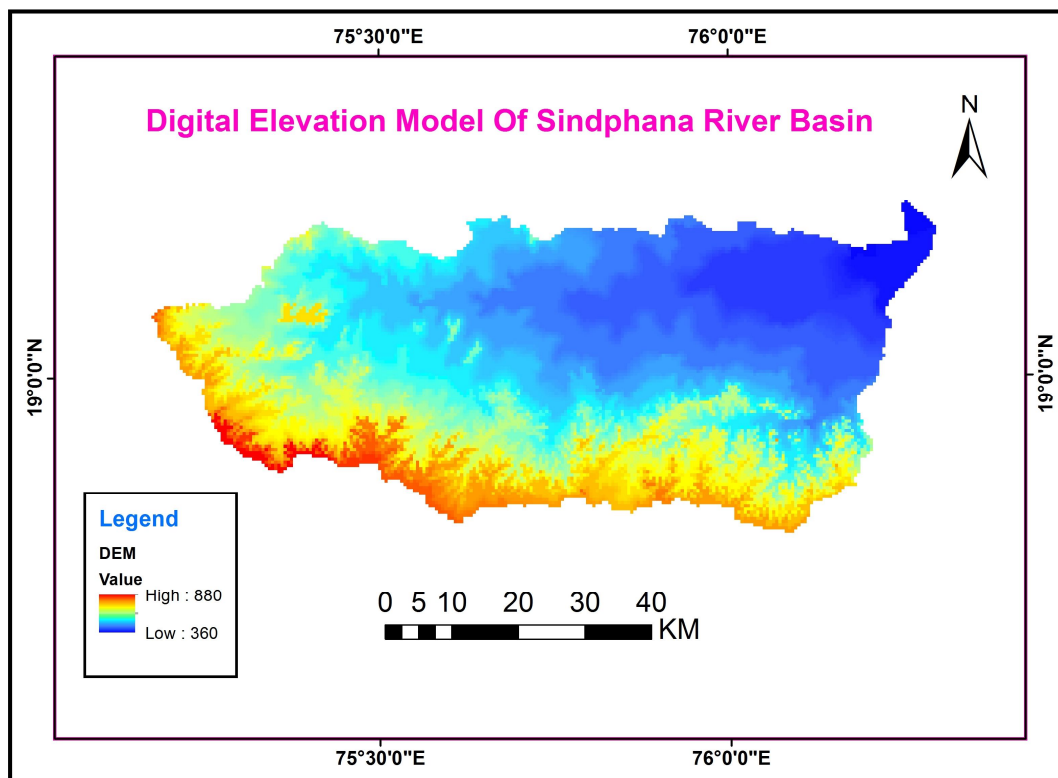 75°30'0"E 76°0'0"E
Digital Elevation Model Of Sindphana River Basin
N
19°0'0"N 19°0'0"N
Legend
DEM
Value
High : 880
Low : 360
0 5 10 20 30 40
KM
75°30'0"E 76°0'0"E